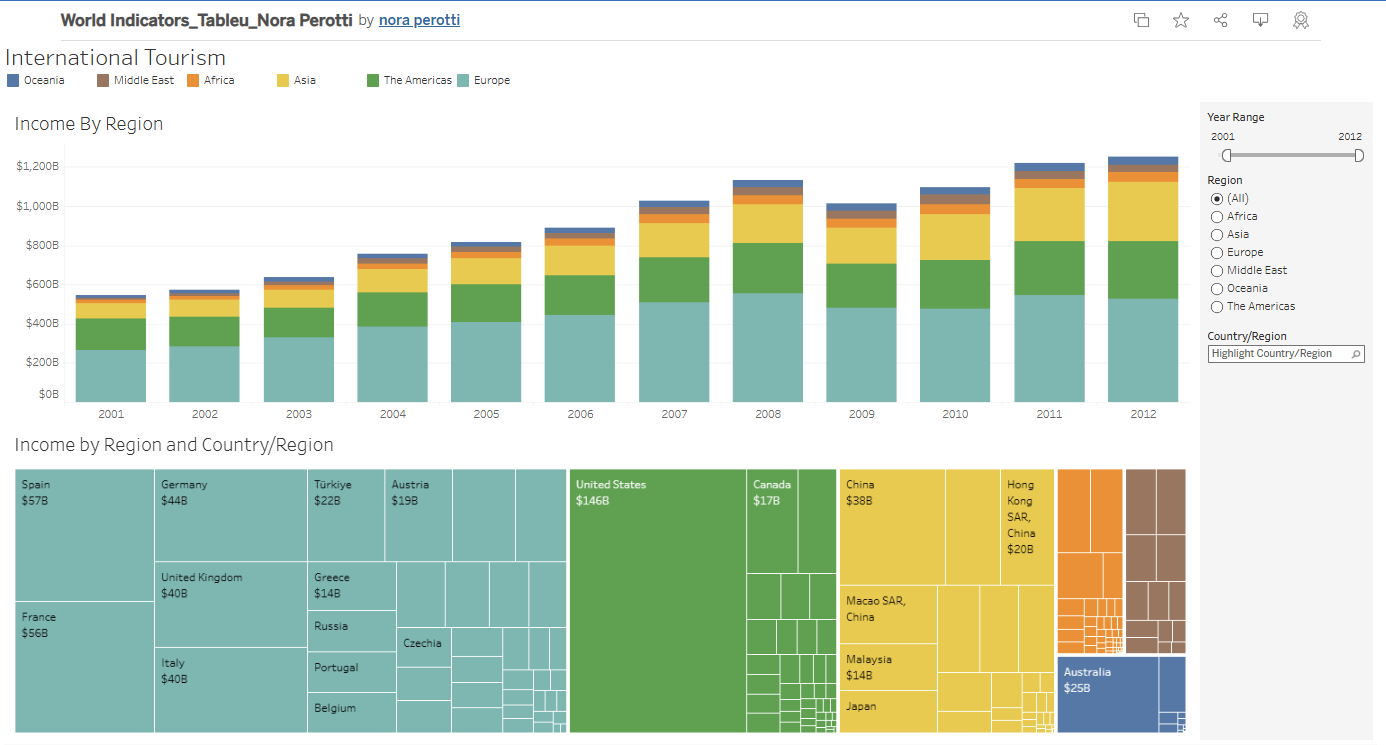 World Indicators_Tableu_Nora Perotti by nora perotti
International Tourism
Oceania Middle East Africa Asia The Americas Europe
Income By Region
$1,200B
$1,000B
$800B
$600B
$400B
$200B
$0B
2001 2002 2003 2004 2005 2006 2007 2008 2009 2010 2011 2012
Year Range
2001 2012
Region
(All)
Africa
Asia
Europe
Middle East
Oceania
The Americas
Country/Region
Highlight Country/Region
Income by Region and Country/Region
Spain
$57B
France
$56B
Germany
$44B
United Kingdom
$40B
Italy
$40B
Türkiye
$22B
Austria
$19B
Greece
$14B
Russia
Portugal
Belgium
Czechia
United States
$146B
Canada
$17B
China
$38B
Hong
Kong
SAR,
China
$20B
Macao SAR,
China
Malaysia
$14B
Japan
Australia
$25B